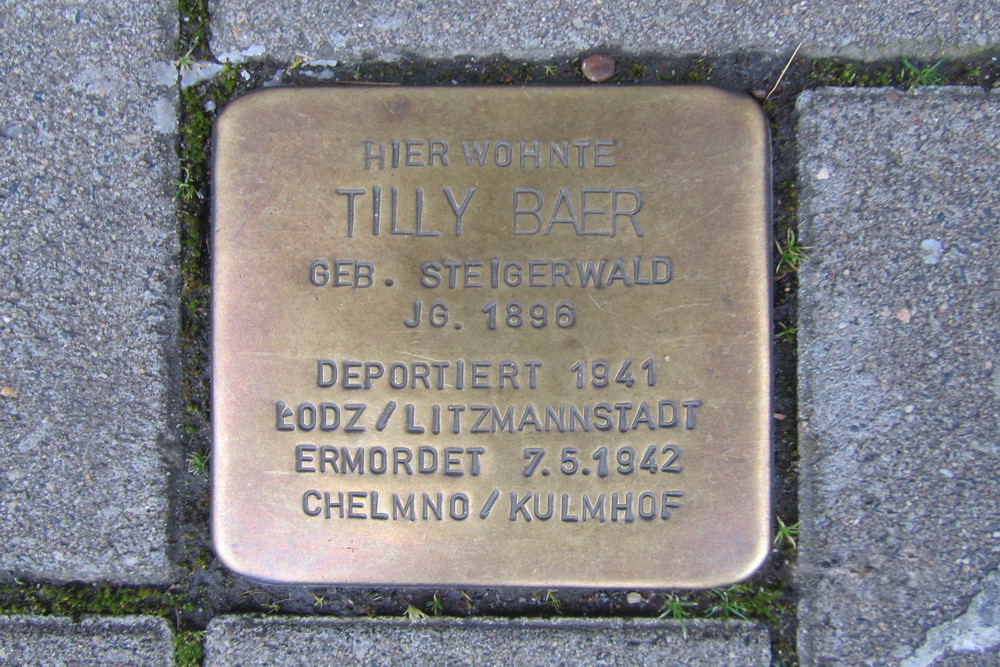 HIER WOHNTE
TILLY BAER
GEB. STEIGERWALD
JG. 1896
DEPORTIERT 1941
ŁODZ/LITZMANNSTADT
ERMORDET 7.5.1942
CHELMNO/KULMHOF